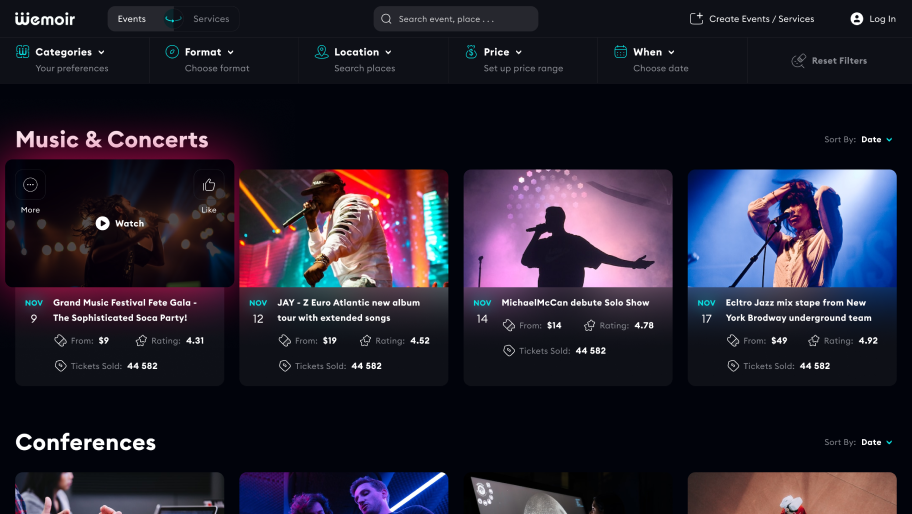 Wemoir
Events
Services
Search event, place . . .
Create Events / Services
Log In
Categories
Your preferences
Format
Choose format
Location
Search places
Price
Set up price range
When
Choose date
Reset Filters
Music & Concerts
Sort By: Date
More
Like
Watch
NOV
9
Grand Music Festival Fete Gala -
The Sophisticated Soca Party!
From: $9
Rating: 4.31
Tickets Sold: 44 582
NOV
12
JAY - Z Euro Atlantic new album
tour with extended songs
From: $19
Rating: 4.52
Tickets Sold: 44 582
NOV
14
MichaelMcCan debute Solo Show
From: $14
Rating: 4.78
Tickets Sold: 44 582
NOV
17
Ecltro Jazz mix stape from New
York Brodway underground team
From: $49
Rating: 4.92
Tickets Sold: 44 582
Conferences
Sort By: Date